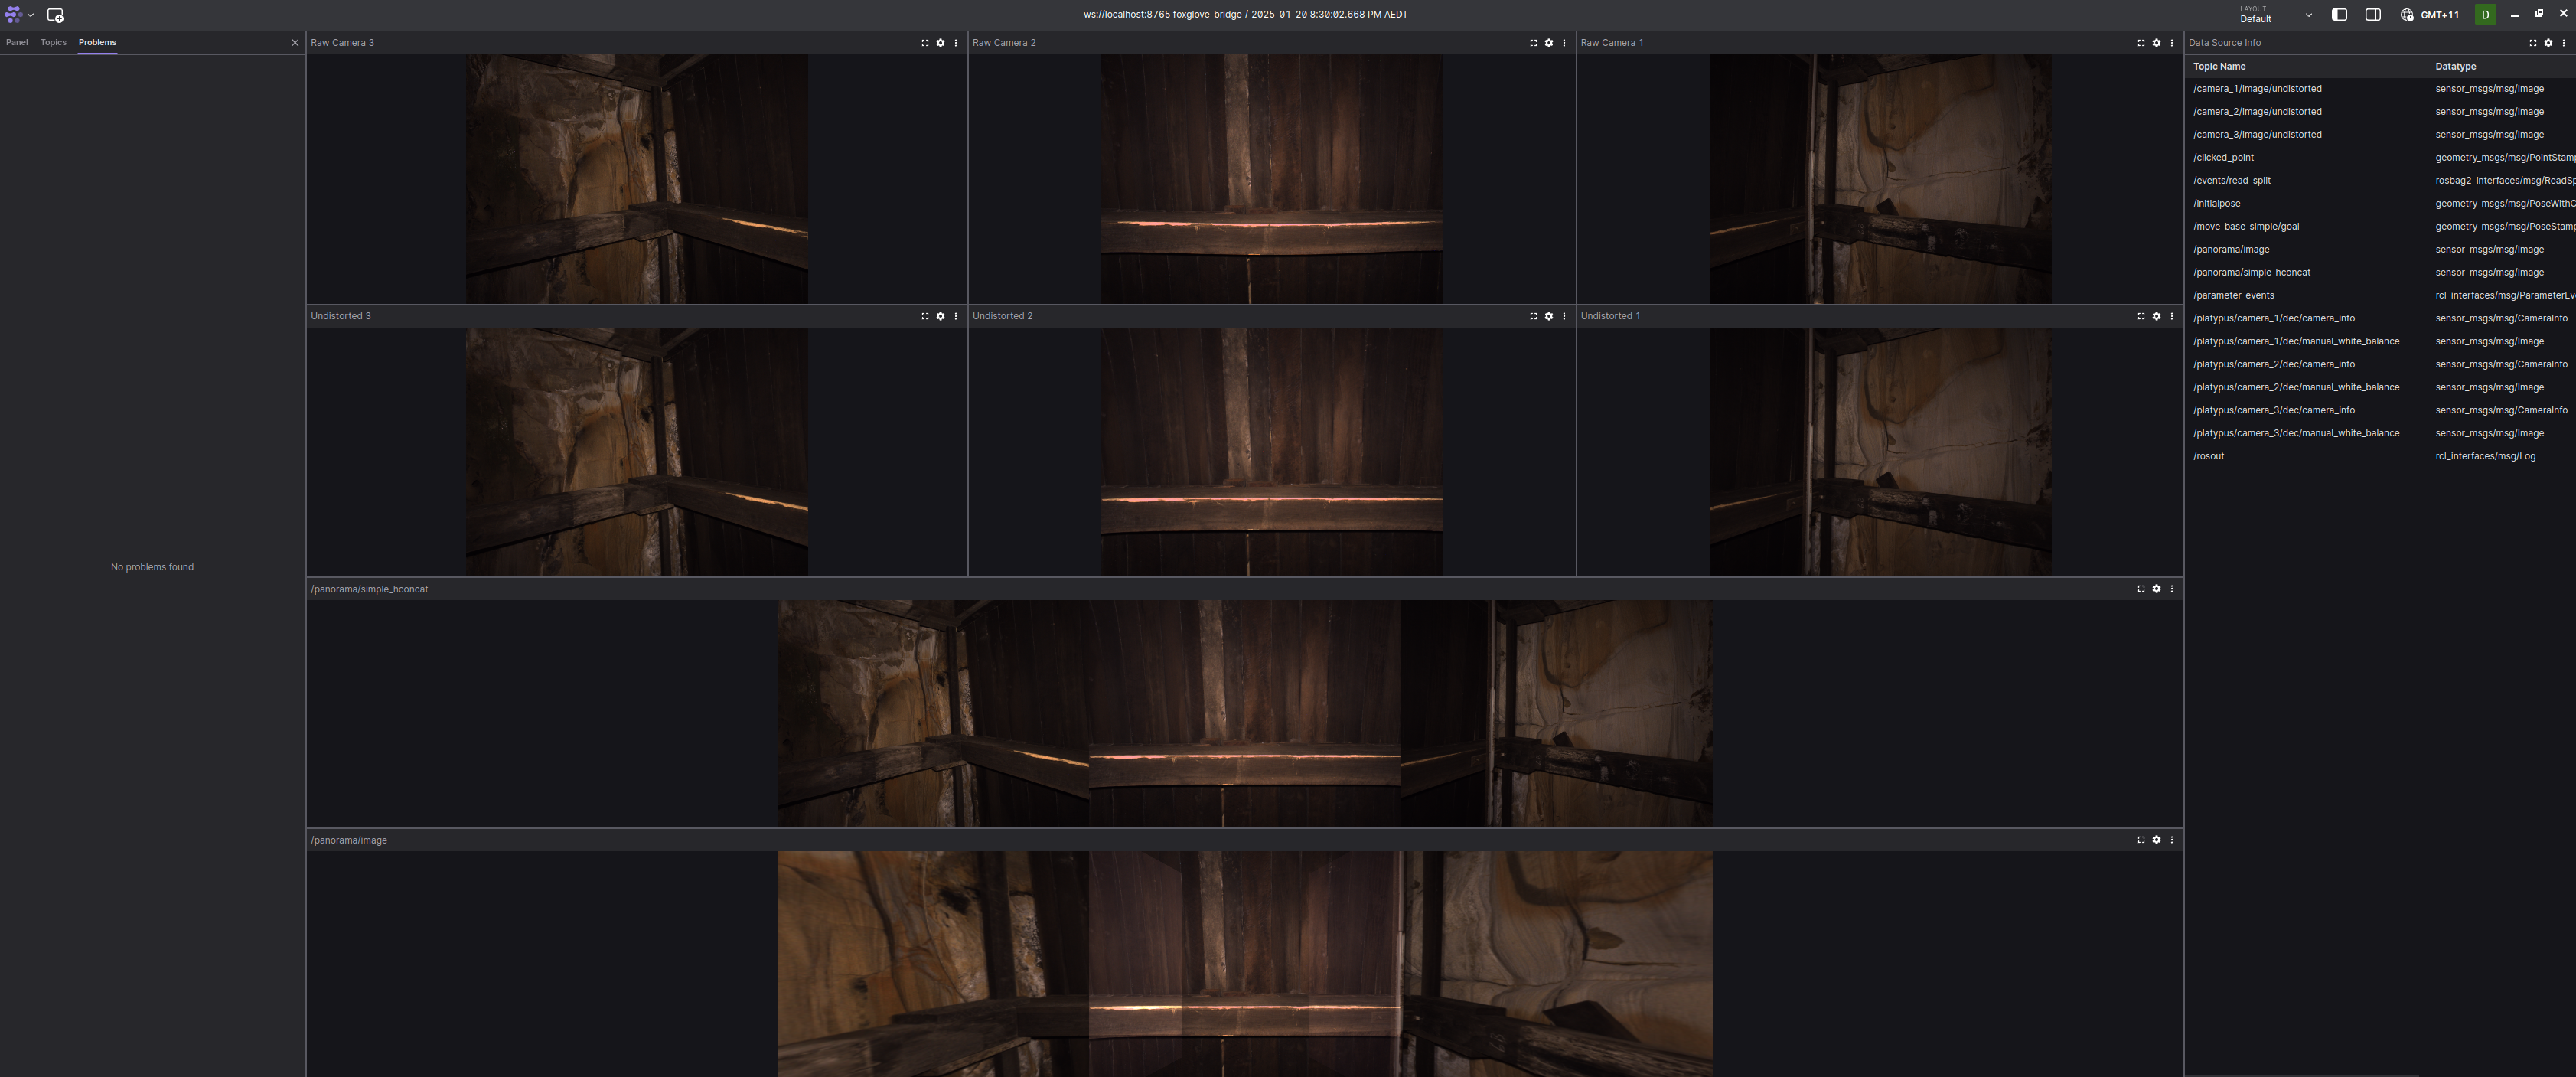 ws://localhost:8765 foxglove_bridge / 2025-01-20 8:30:02.668 PM AEDT
LAYOUT
Default
GMT+11
D
Panel Topics Problems
No problems found
Raw Camera 3
Raw Camera 2
Raw Camera 1
Undistorted 3
Undistorted 2
Undistorted 1
/panorama/simple_hconcat
/panorama/image
Data Source Info
Topic Name Datatype
/camera_1/image/undistorted sensor_msgs/msg/Image
/camera_2/image/undistorted sensor_msgs/msg/Image
/camera_3/image/undistorted sensor_msgs/msg/Image
/clicked_point geometry_msgs/msg/PointStam
/events/read_split rosbag2_interfaces/msg/ReadSp
/initialpose geometry_msgs/msg/PoseWithC
/move_base_simple/goal geometry_msgs/msg/PoseStam
/panorama/image sensor_msgs/msg/Image
/panorama/simple_hconcat sensor_msgs/msg/Image
/parameter_events rcl_interfaces/msg/ParameterEv
/platypus/camera_1/dec/camera_info sensor_msgs/msg/CameraInfo
/platypus/camera_1/dec/manual_white_balance sensor_msgs/msg/Image
/platypus/camera_2/dec/camera_info sensor_msgs/msg/CameraInfo
/platypus/camera_2/dec/manual_white_balance sensor_msgs/msg/Image
/platypus/camera_3/dec/camera_info sensor_msgs/msg/CameraInfo
/platypus/camera_3/dec/manual_white_balance sensor_msgs/msg/Image
/rosout rcl_interfaces/msg/Log